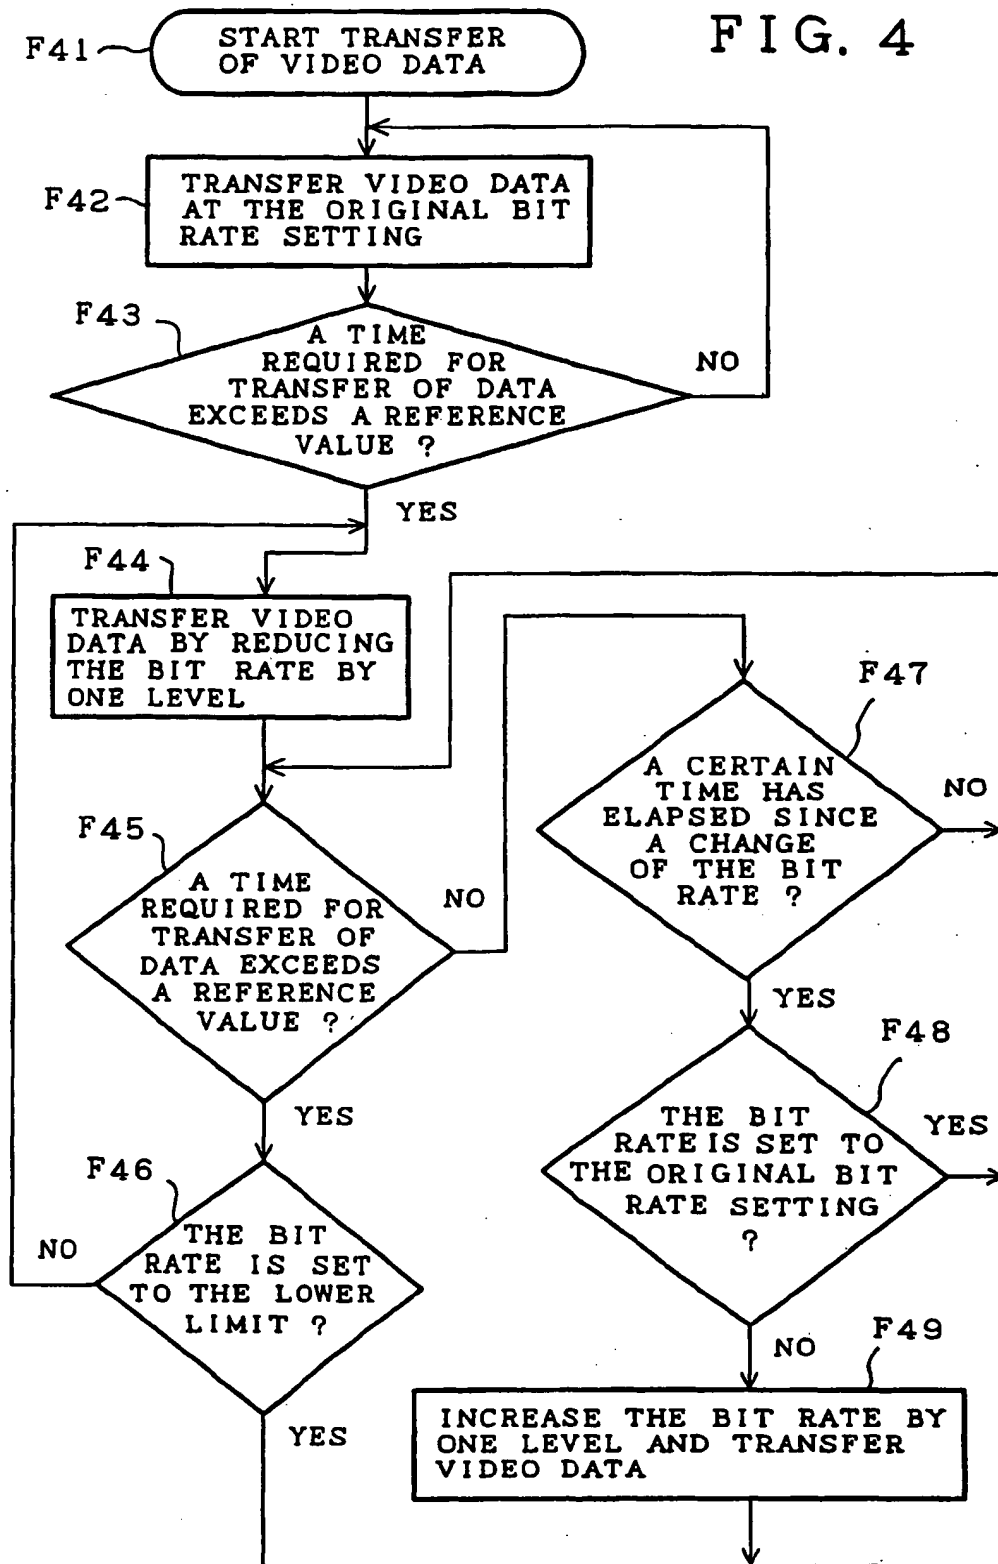 FIG. 4
F41
START TRANSFER
OF VIDEO DATA
F42
TRANSFER VIDEO DATA
AT THE ORIGINAL BIT
RATE SETTING
F43
A TIME
REQUIRED FOR
TRANSFER OF DATA
EXCEEDS A REFERENCE
VALUE ?
NO
YES
F44
TRANSFER VIDEO
DATA BY REDUCING
THE BIT RATE BY
ONE LEVEL
F45
A TIME
REQUIRED FOR
TRANSFER OF
DATA EXCEEDS
A REFERENCE
VALUE ?
NO
YES
F46
THE BIT
RATE IS SET
TO THE LOWER
LIMIT ?
NO
YES
F47
A CERTAIN
TIME HAS
ELAPSED SINCE
A CHANGE
OF THE BIT
RATE ?
NO
YES
F48
THE BIT
RATE IS SET TO
THE ORIGINAL BIT
RATE SETTING
?
YES
NO
F49
INCREASE THE BIT RATE BY
ONE LEVEL AND TRANSFER
VIDEO DATA